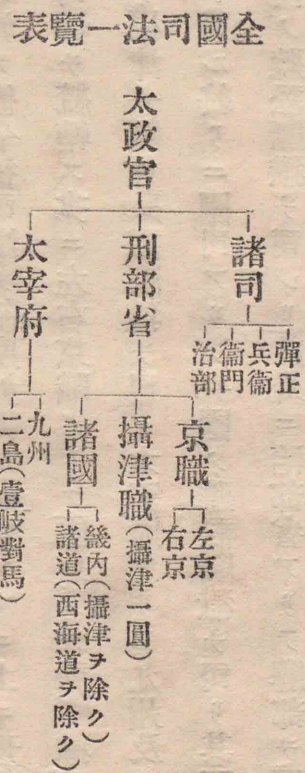 全國司法一覽表
太政官
諸司
彈正
兵衞
衞門
治部
刑部省
京職
左京
右京
攝津職(攝津一圓)
諸國
畿内(攝津ヲ除ク)
諸道(西海道ヲ除ク)
太宰府
九州
二島(壹岐對馬)